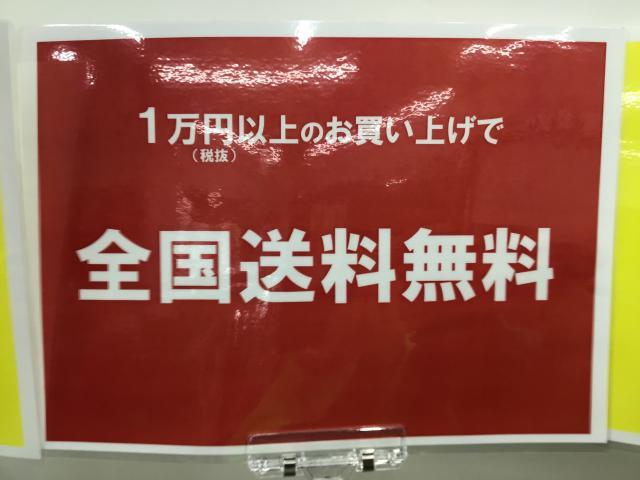 1万円以上のお買い上げで
(税抜)
全国送料無料